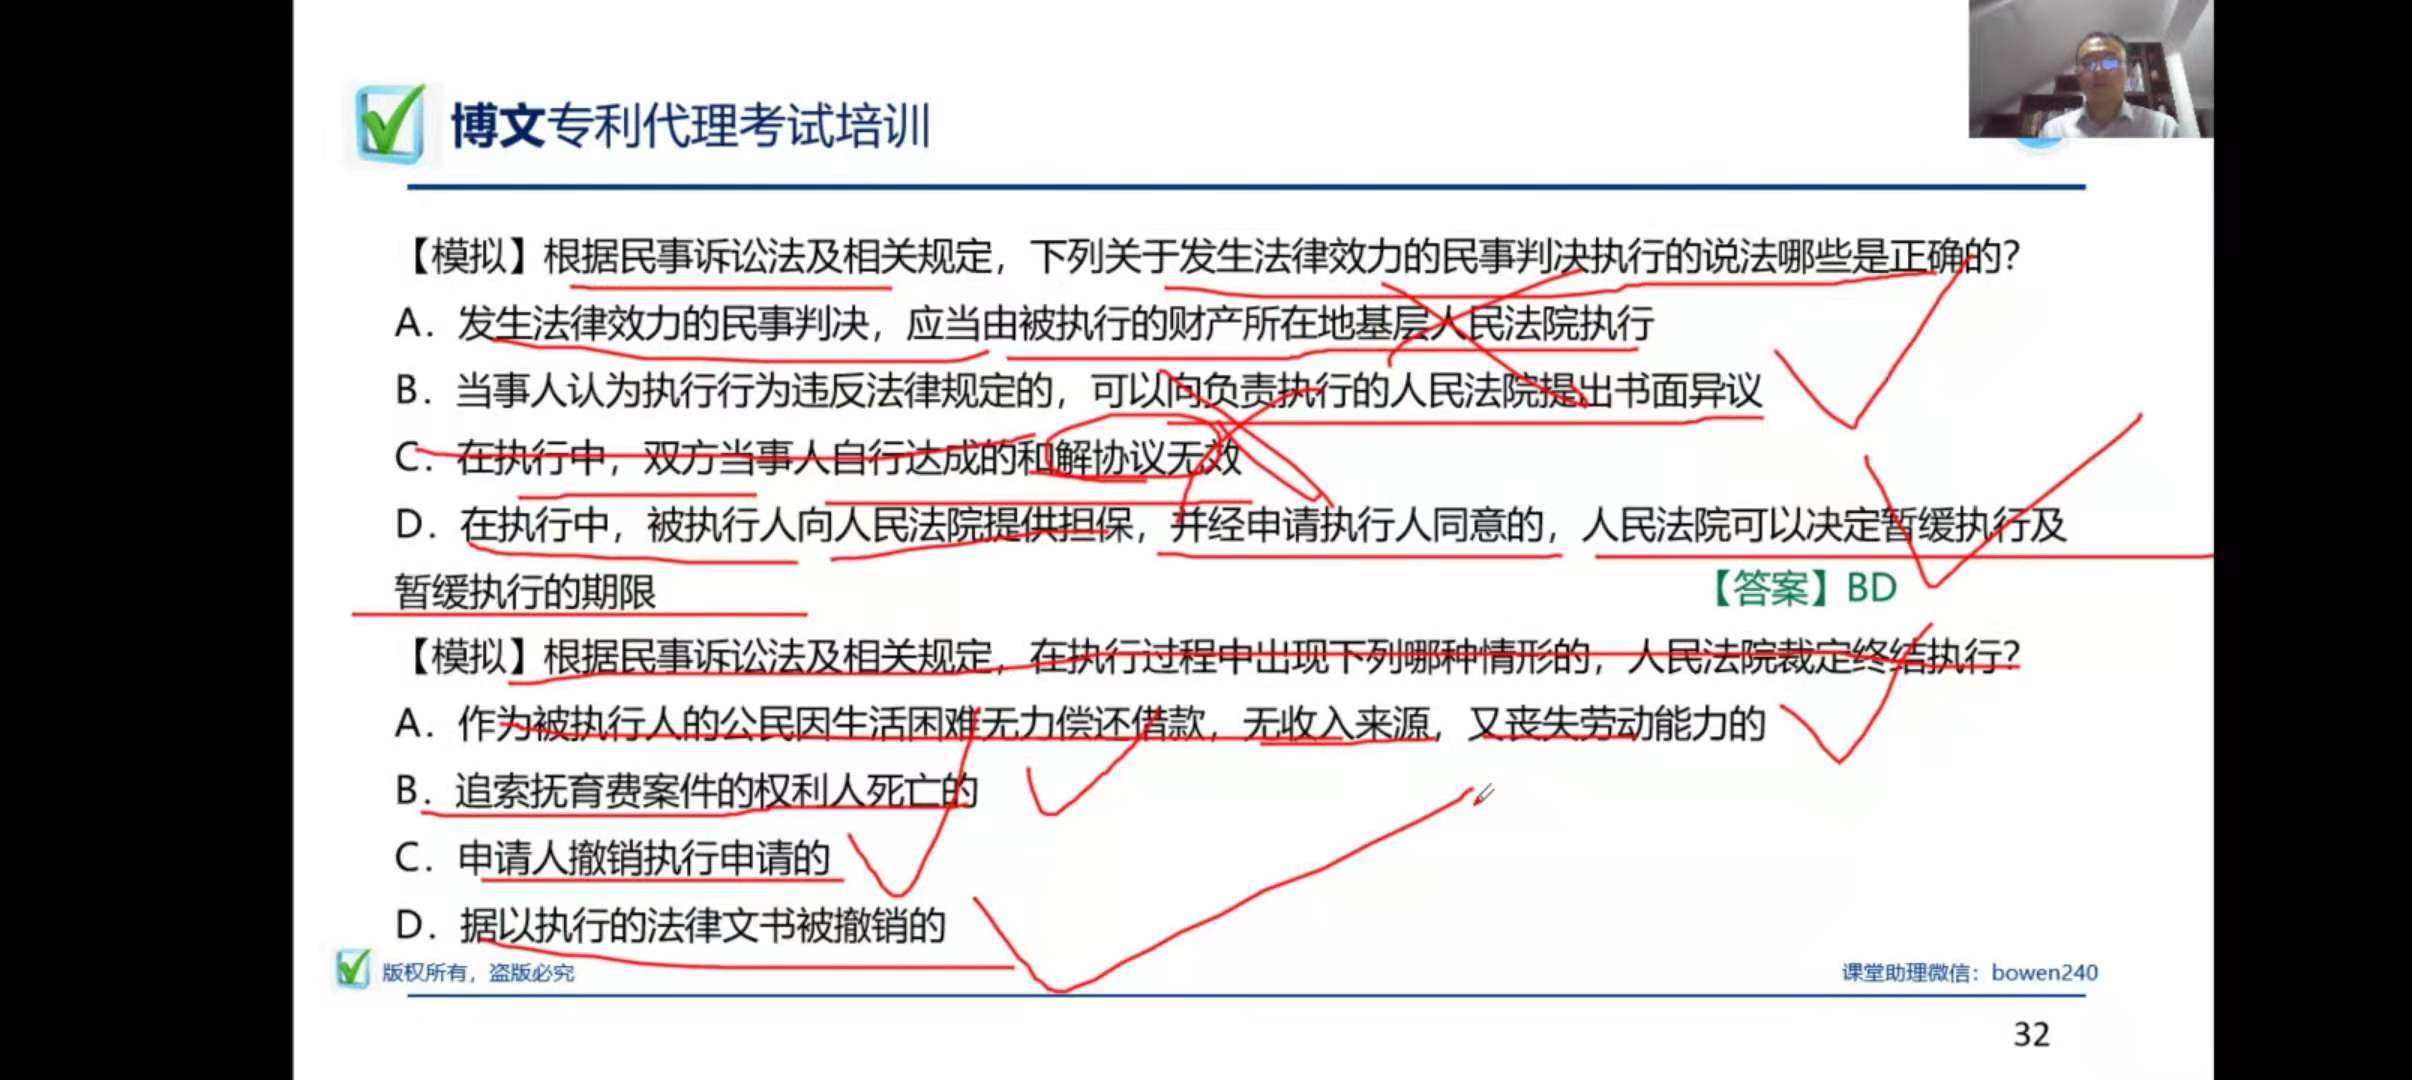 博文专利代理考试培训
【模拟】根据民事诉讼法及相关规定，下列关于发生法律效力的民事判决执行的说法哪些是正确的？
A．发生法律效力的民事判决，应当由被执行的财产所在地基层人民法院执行
B．当事人认为执行行为违反法律规定的，可以向负责执行的人民法院提出书面异议
C．在执行中，双方当事人自行达成的和解协议无效
D．在执行中，被执行人向人民法院提供担保，并经申请执行人同意的，人民法院可以决定暂缓执行及
暂缓执行的期限
【答案】BD
【模拟】根据民事诉讼法及相关规定，在执行过程中出现下列哪种情形的，人民法院裁定终结执行？
A．作为被执行人的公民因生活困难无力偿还借款，无收入来源，又丧失劳动能力的
B．追索抚育费案件的权利人死亡的
C．申请人撤销执行申请的
D．据以执行的法律文书被撤销的
版权所有，盗版必究
课堂助理微信：bowen240
32